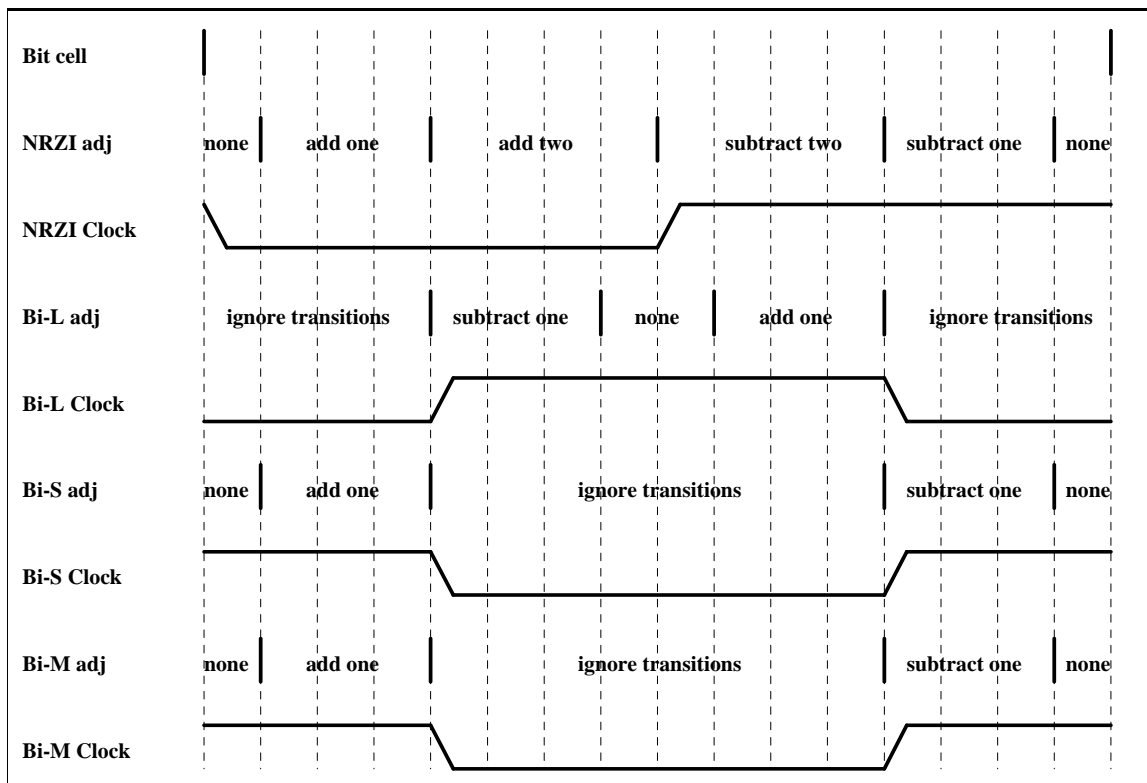 Bit cell
NRZI adj none add one add two subtract two subtract one none
NRZI Clock
Bi-L adj ignore transitions subtract one none add one ignore transitions
Bi-L Clock
Bi-S adj none add one ignore transitions subtract one none
Bi-S Clock
Bi-M adj none add one ignore transitions subtract one none
Bi-M Clock